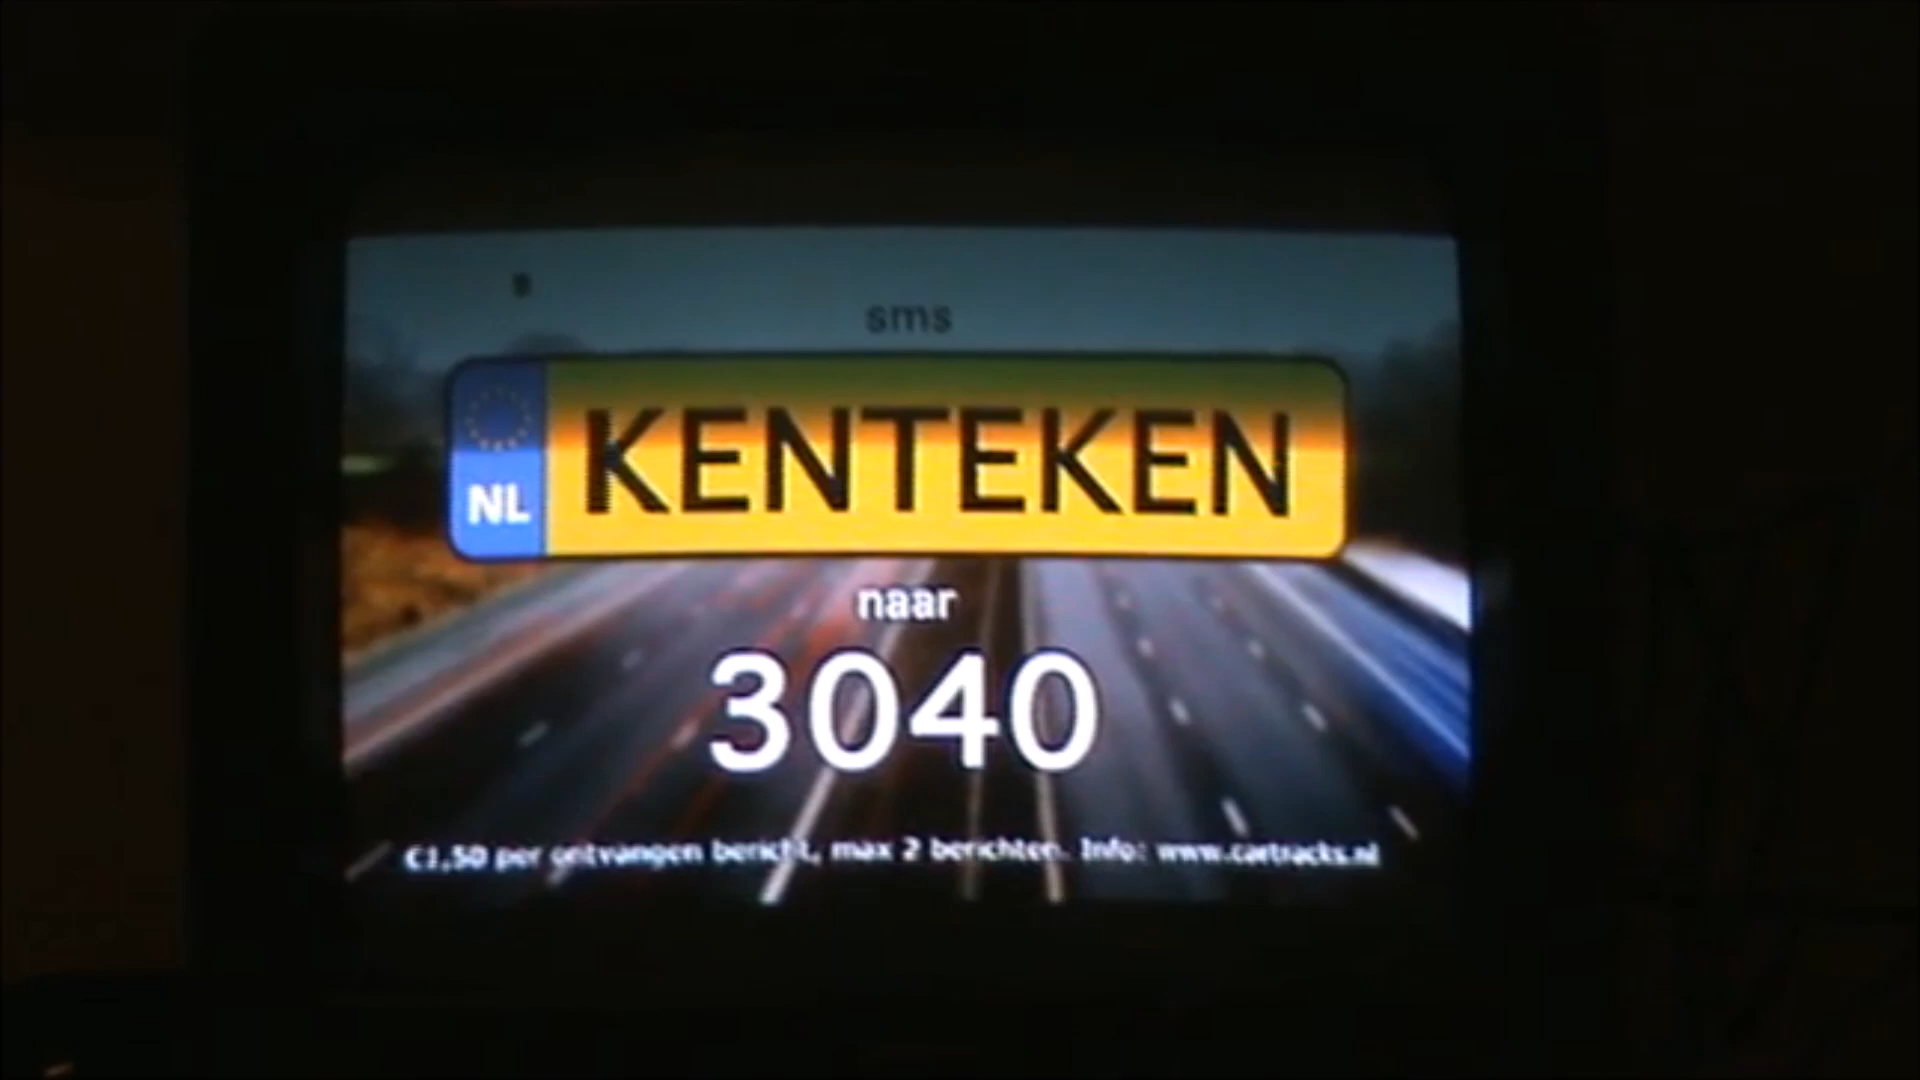 sms
NL KENTEKEN
naar
3040
€1,50 per ontvangen bericht, max 2 berichten. Info: www.cartracks.nl